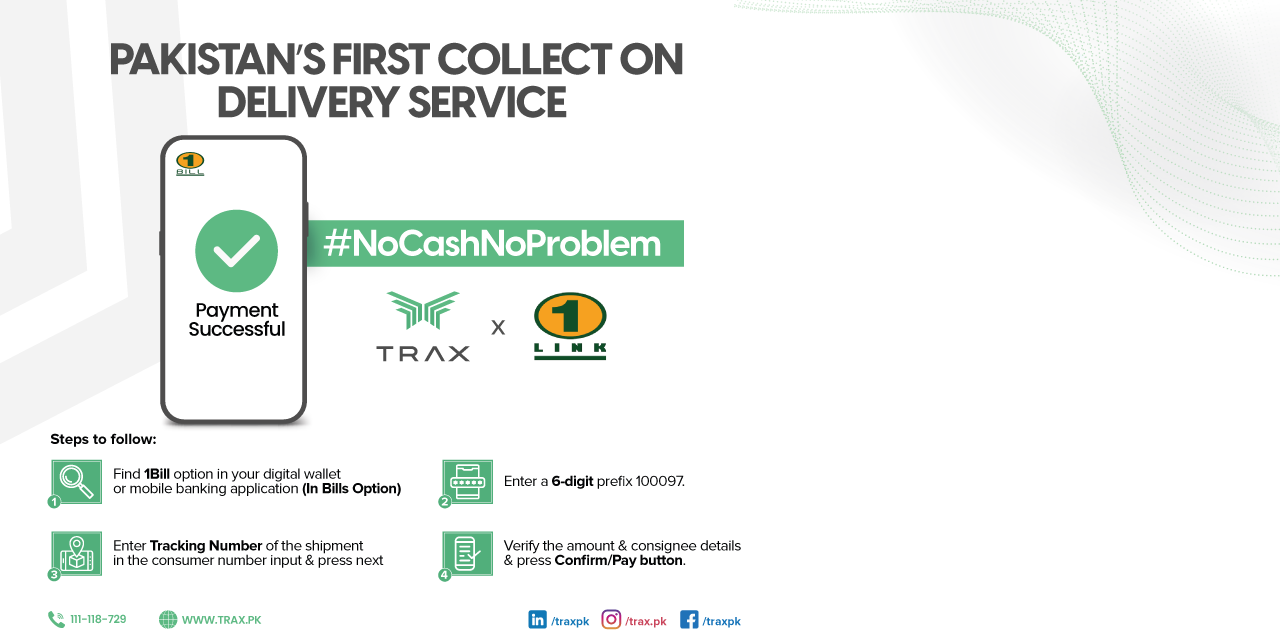 PAKISTAN'S FIRST COLLECT ON
DELIVERY SERVICE
1
BILL
Payment
Successful
#NoCashNoProblem
TRAX
x
1
LINK
Steps to follow:
1
Find 1Bill option in your digital wallet
or mobile banking application (In Bills Option)
2
Enter a 6-digit prefix 100097.
3
Enter Tracking Number of the shipment
in the consumer number input & press next
4
Verify the amount & consignee details
& press Confirm/Pay button.
111-118-729
WWW.TRAX.PK
in /traxpk
/trax.pk
f /traxpk